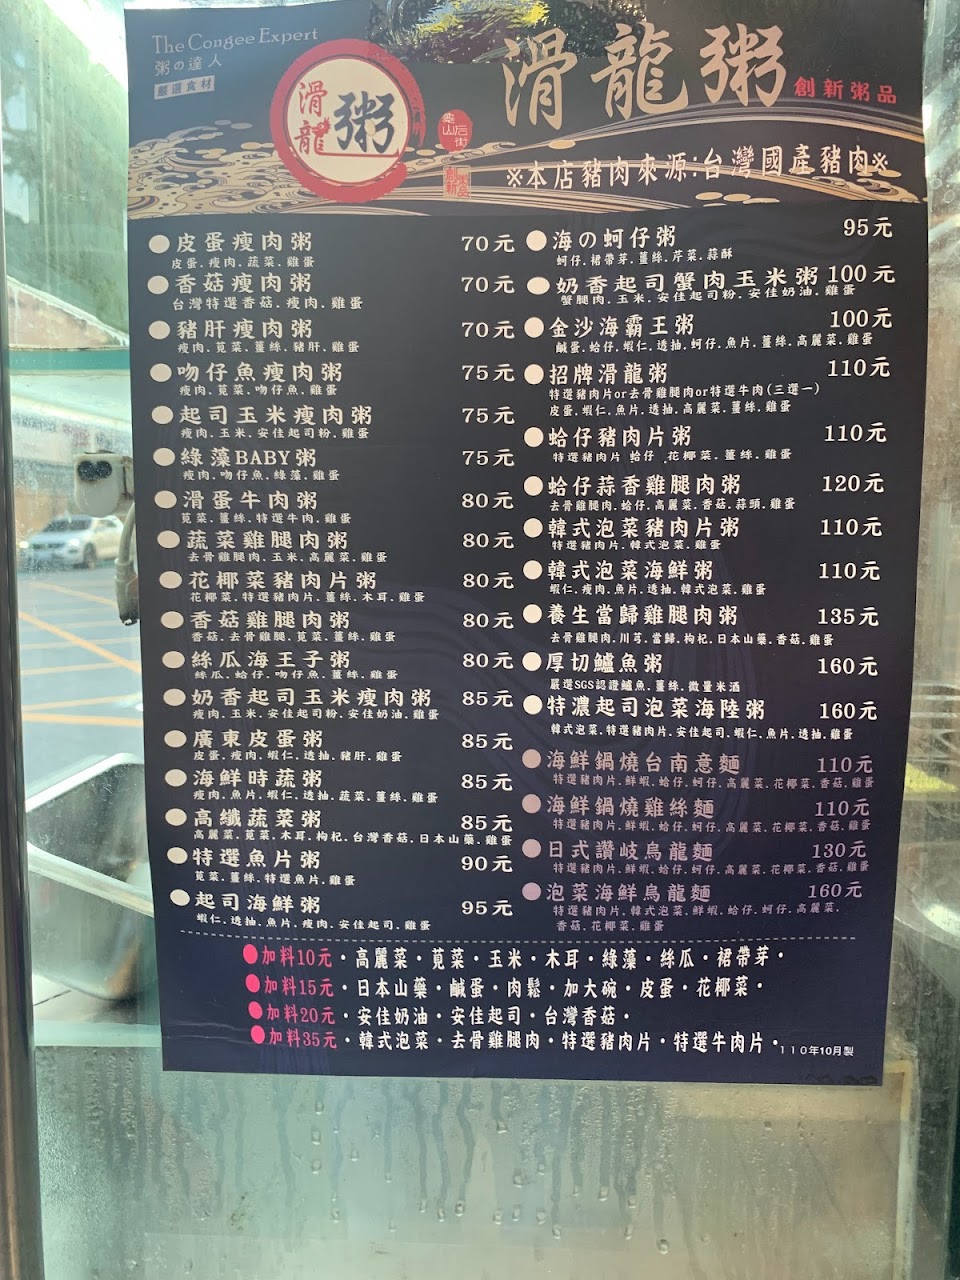 The Congee Expert
粥の達人
嚴選食材
滑龍粥
龜山后街
創新
滑龍粥
創新粥品
※本店豬肉來源:台灣國產豬肉※
皮蛋瘦肉粥 70元
皮蛋.瘦肉.蔬菜.雞蛋
香菇瘦肉粥 70元
台灣特選香菇.瘦肉.雞蛋
豬肝瘦肉粥 70元
瘦肉.莧菜.薑絲.豬肝.雞蛋
吻仔魚瘦肉粥 75元
瘦肉.莧菜.吻仔魚.雞蛋
起司玉米瘦肉粥 75元
瘦肉.玉米.安佳起司粉.雞蛋
綠藻BABY粥 75元
瘦肉.吻仔魚.綠藻.雞蛋
滑蛋牛肉粥 80元
莧菜.薑絲.特選牛肉.雞蛋
蔬菜雞腿肉粥 80元
去骨雞腿肉.玉米.高麗菜.雞蛋
花椰菜豬肉片粥 80元
花椰菜.特選豬肉片.薑絲.木耳.雞蛋
香菇雞腿肉粥 80元
香菇.去骨雞腿.莧菜.薑絲.雞蛋
絲瓜海王子粥 80元
絲瓜.蛤仔.吻仔魚.薑絲.雞蛋
奶香起司玉米瘦肉粥 85元
瘦肉.玉米.安佳起司粉.安佳奶油.雞蛋
廣東皮蛋粥 85元
皮蛋.瘦肉.蝦仁.透抽.豬肝.雞蛋
海鮮時蔬粥 85元
瘦肉.魚片.蝦仁.透抽.蔬菜.薑絲.雞蛋
高纖蔬菜粥 85元
高麗菜.莧菜.木耳.枸杞.台灣香菇.日本山藥.雞蛋
特選魚片粥 90元
莧菜.薑絲.特選魚片.雞蛋
起司海鮮粥 95元
蝦仁.透抽.魚片.瘦肉.安佳起司.雞蛋
海の蚵仔粥 95元
蚵仔.裙帶芽.薑絲.芹菜.蒜酥
奶香起司蟹肉玉米粥 100元
蟹腿肉.玉米.安佳起司粉.安佳奶油.雞蛋
金沙海霸王粥 100元
鹹蛋.蛤仔.蝦仁.透抽.蚵仔.魚片.薑絲.高麗菜.雞蛋
招牌滑龍粥 110元
特選豬肉片or去骨雞腿肉or特選牛肉(三選一)
皮蛋.蝦仁.魚片.透抽.高麗菜.薑絲.雞蛋
蛤仔豬肉片粥 110元
特選豬肉片 蛤仔 .花椰菜.薑絲.雞蛋
蛤仔蒜香雞腿肉粥 120元
去骨雞腿肉.蛤仔.高麗菜.香菇.蒜頭.雞蛋
韓式泡菜豬肉片粥 110元
特選豬肉片.韓式泡菜.雞蛋
韓式泡菜海鮮粥 110元
蝦仁.瘦肉.魚片.透抽.韓式泡菜.雞蛋
養生當歸雞腿肉粥 135元
去骨雞腿肉.川芎.當歸.枸杞.日本山藥.香菇.雞蛋
厚切鱸魚粥 160元
嚴選SGS認證鱸魚.薑絲.微量米酒
特濃起司泡菜海陸粥 160元
韓式泡菜.特選豬肉片.安佳起司.蝦仁.魚片.透抽.雞蛋
海鮮鍋燒台南意麵 110元
特選豬肉片.鮮蝦.蛤仔.蚵仔.高麗菜.花椰菜.香菇.雞蛋
海鮮鍋燒雞絲麵 110元
特選豬肉片.鮮蝦.蛤仔.蚵仔.高麗菜.花椰菜.香菇.雞蛋
日式讚岐烏龍麵 130元
特選豬肉片.鮮蝦.蛤仔.蚵仔.高麗菜.花椰菜.香菇.雞蛋
泡菜海鮮烏龍麵 160元
特選豬肉片.韓式泡菜.鮮蝦.蛤仔.蚵仔.高麗菜.
香菇.花椰菜.雞蛋
加料10元・高麗菜・莧菜・玉米・木耳・綠藻・絲瓜・裙帶芽・
加料15元・日本山藥・鹹蛋・肉鬆・加大碗・皮蛋・花椰菜・
加料20元・安佳奶油・安佳起司・台灣香菇・
加料35元・韓式泡菜・去骨雞腿肉・特選豬肉片・特選牛肉片・
110年10月製